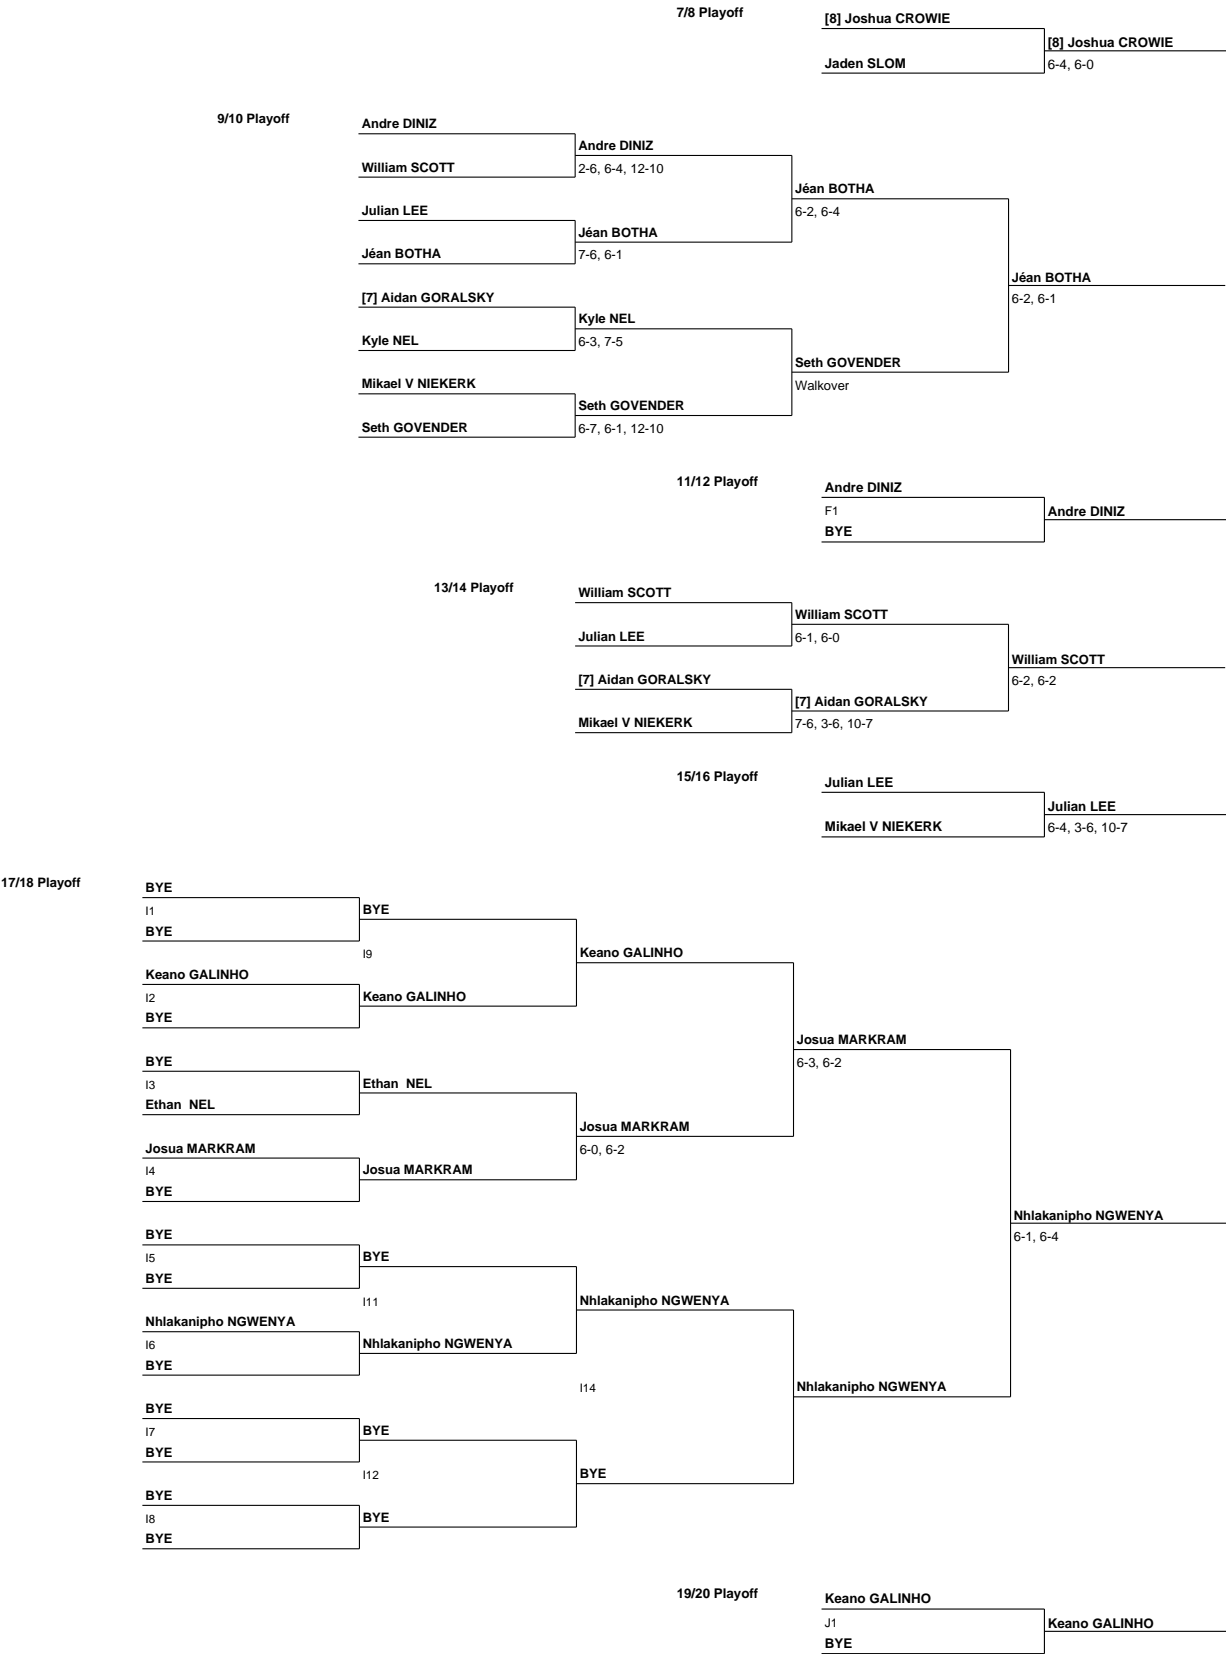 7/8 Playoff
[8] Joshua CROWIE
[8] Joshua CROWIE
Jaden SLOM
6-4, 6-0
9/10 Playoff
Andre DINIZ
Andre DINIZ
William SCOTT
2-6, 6-4, 12-10
Jéan BOTHA
Julian LEE
6-2, 6-4
Jéan BOTHA
Jéan BOTHA
7-6, 6-1
Jéan BOTHA
[7] Aidan GORALSKY
6-2, 6-1
Kyle NEL
Kyle NEL
6-3, 7-5
Seth GOVENDER
Mikael V NIEKERK
Walkover
Seth GOVENDER
Seth GOVENDER
6-7, 6-1, 12-10
11/12 Playoff
Andre DINIZ
F1
Andre DINIZ
BYE
13/14 Playoff
William SCOTT
William SCOTT
Julian LEE
6-1, 6-0
William SCOTT
[7] Aidan GORALSKY
6-2, 6-2
[7] Aidan GORALSKY
Mikael V NIEKERK
7-6, 3-6, 10-7
15/16 Playoff
Julian LEE
Julian LEE
Mikael V NIEKERK
6-4, 3-6, 10-7
17/18 Playoff
BYE
I1
BYE
BYE
I9
Keano GALINHO
Keano GALINHO
I2
Keano GALINHO
BYE
Josua MARKRAM
BYE
6-3, 6-2
I3
Ethan  NEL
Ethan  NEL
Josua MARKRAM
Josua MARKRAM
6-0, 6-2
I4
Josua MARKRAM
BYE
Nhlakanipho NGWENYA
BYE
6-1, 6-4
I5
BYE
BYE
I11
Nhlakanipho NGWENYA
Nhlakanipho NGWENYA
I6
Nhlakanipho NGWENYA
BYE
I14
Nhlakanipho NGWENYA
BYE
I7
BYE
BYE
I12
BYE
BYE
I8
BYE
BYE
19/20 Playoff
Keano GALINHO
J1
Keano GALINHO
BYE